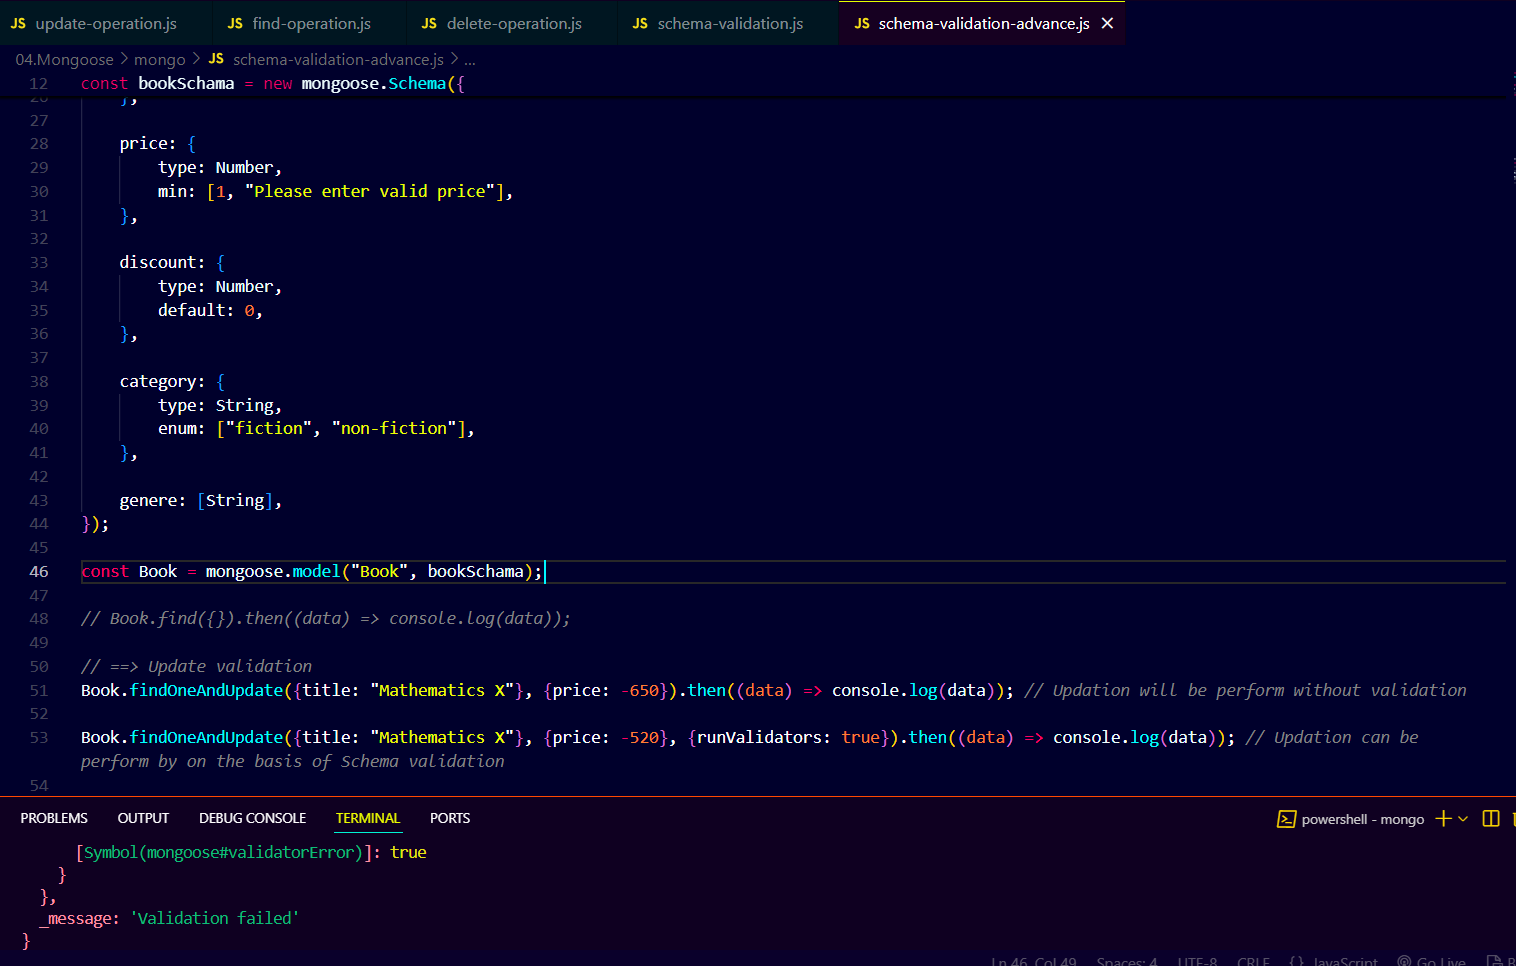 JS update-operation.js JS find-operation.js JS delete-operation.js JS schema-validation.js JS schema-validation-advance.js ×
04.Mongoose > mongo > JS schema-validation-advance.js > ...
12 const bookSchama = new mongoose.Schema({
26 },
27
28 price: {
29 type: Number,
30 min: [1, "Please enter valid price"],
31 },
32
33 discount: {
34 type: Number,
35 default: 0,
36 },
37
38 category: {
39 type: String,
40 enum: ["fiction", "non-fiction"],
41 },
42
43 genere: [String],
44 });
45
46 const Book = mongoose.model("Book", bookSchama);
47
48 // Book.find({}).then((data) => console.log(data));
49
50 // ==> Update validation
51 Book.findOneAndUpdate({title: "Mathematics X"}, {price: -650}).then((data) => console.log(data)); // Updation will be perform without validation
52
53 Book.findOneAndUpdate({title: "Mathematics X"}, {price: -520}, {runValidators: true}).then((data) => console.log(data)); // Updation can be
perform by on the basis of Schema validation
54
PROBLEMS OUTPUT DEBUG CONSOLE TERMINAL PORTS powershell - mongo
[Symbol(mongoose#validatorError)]: true
}
},
_message: 'Validation failed'
}
Ln 46, Col 49 Spaces: 4 UTF-8 CRLF {} JavaScript Go Live